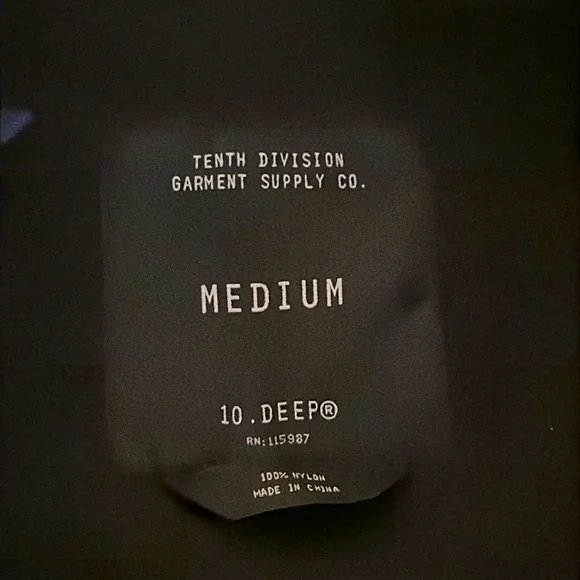 TENTH DIVISION
GARMENT SUPPLY CO.
MEDIUM
10.DEEP®
RN:115987
100% NYLON
MADE IN CHINA